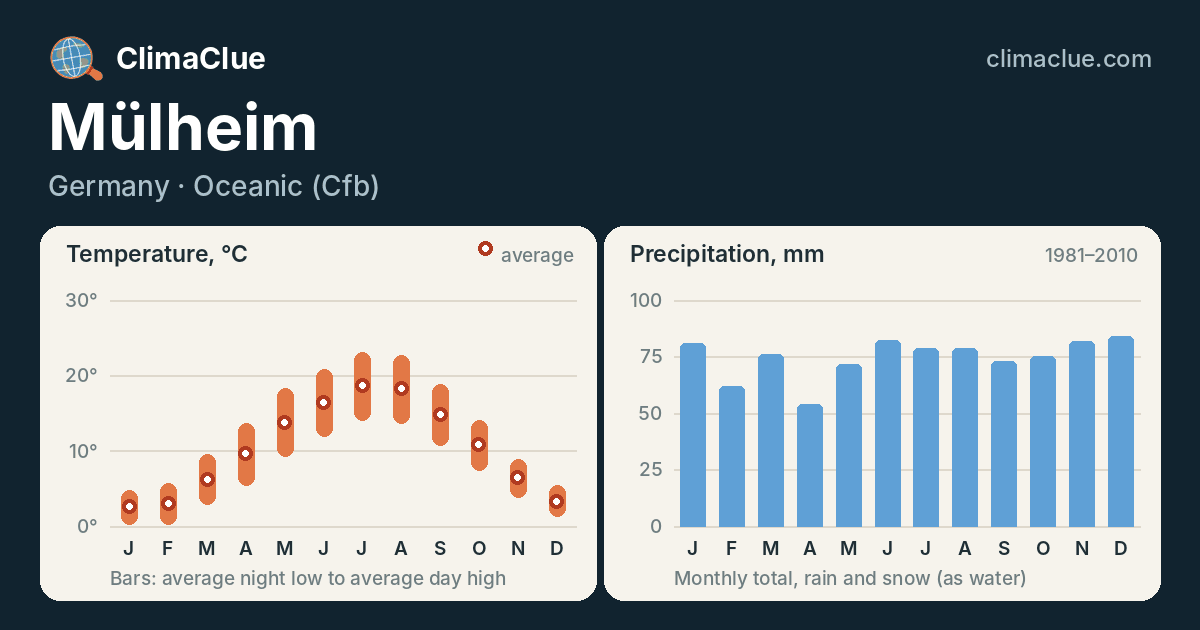 ClimaClue
climaclue.com
Mülheim
Germany · Oceanic (Cfb)
Temperature, °C
average
30°
20°
10°
0°
J F M A M J J A S O N D
Bars: average night low to average day high
Precipitation, mm
1981–2010
100
75
50
25
0
J F M A M J J A S O N D
Monthly total, rain and snow (as water)